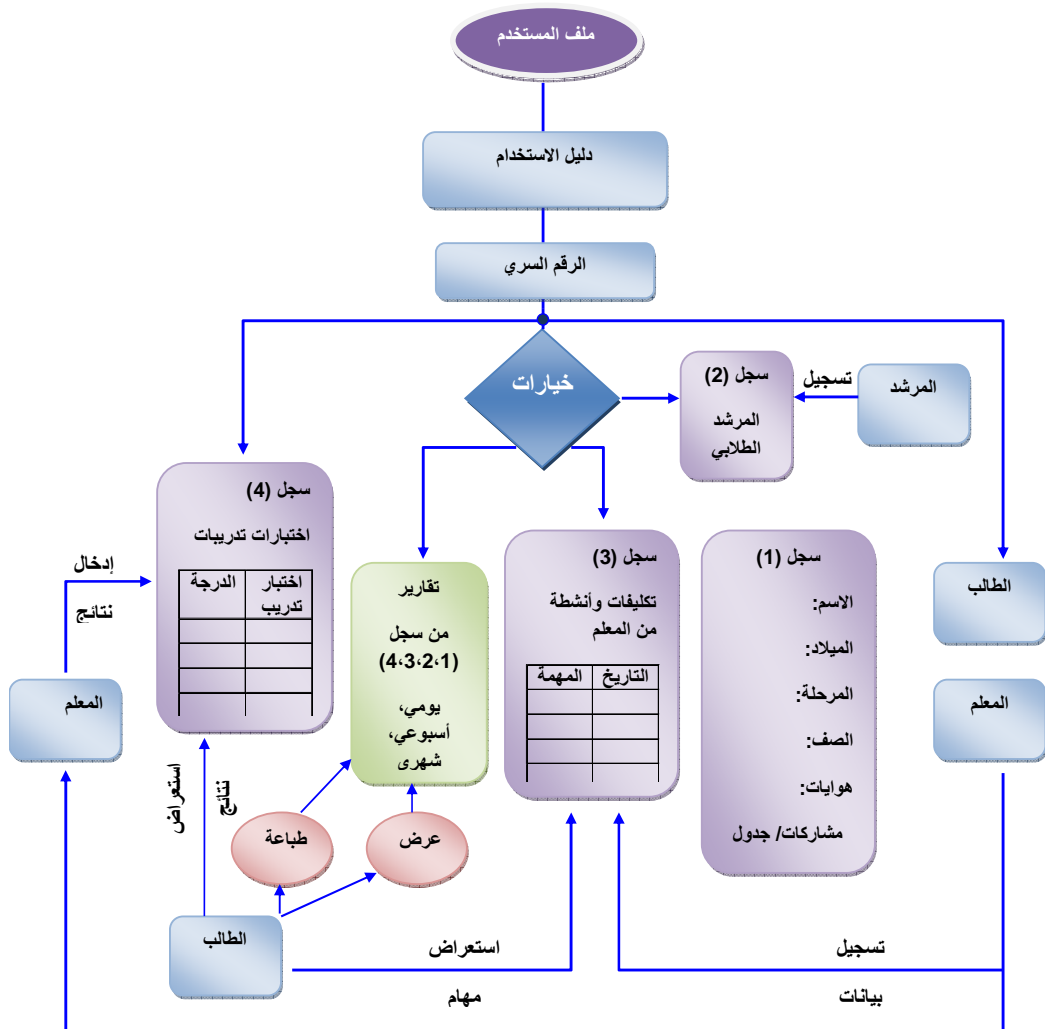 ملف المستخدم
دليل الاستخدام
الرقم السري
خيارات
سجل (2)
المرشد
الطلابي
تسجيل
المرشد
سجل (4)
اختبارات تدريبات
اختبار
تدريب
الدرجة
إدخال
نتائج
المعلم
تقارير
من سجل
(1،2،3،4)
يومي،
أسبوعي،
شهري
سجل (3)
تكليفات وأنشطة
من المعلم
التاريخ
المهمة
سجل (1)
الاسم:
الميلاد:
المرحلة:
الصف:
هوايات:
مشاركات/ جدول
الطالب
المعلم
استعراض
نتائج
طباعة
عرض
الطالب
استعراض
مهام
تسجيل
بيانات